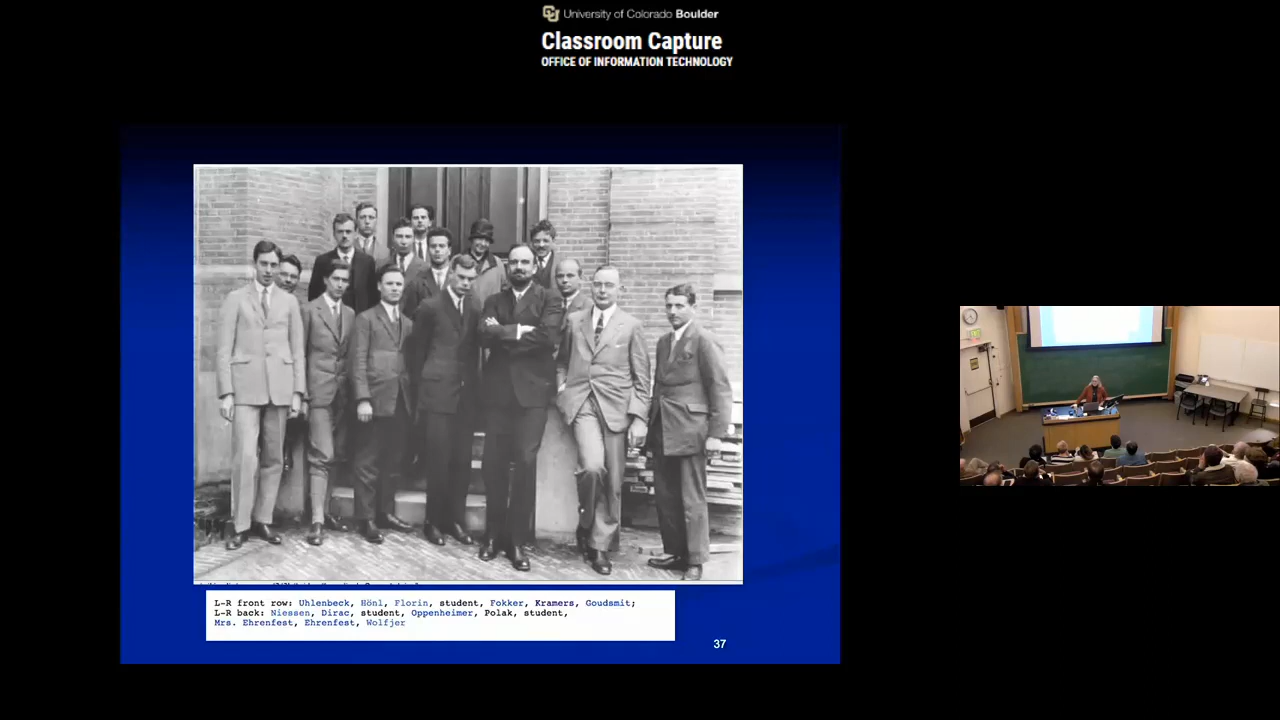 University of Colorado Boulder
Classroom Capture
OFFICE OF INFORMATION TECHNOLOGY
L-R front row: Uhlenbeck, Hönl, Florin, student, Fokker, Kramers, Goudsmit;
L-R back: Niessen, Dirac, student, Oppenheimer, Polak, student,
Mrs. Ehrenfest, Ehrenfest, Wolfjer
37